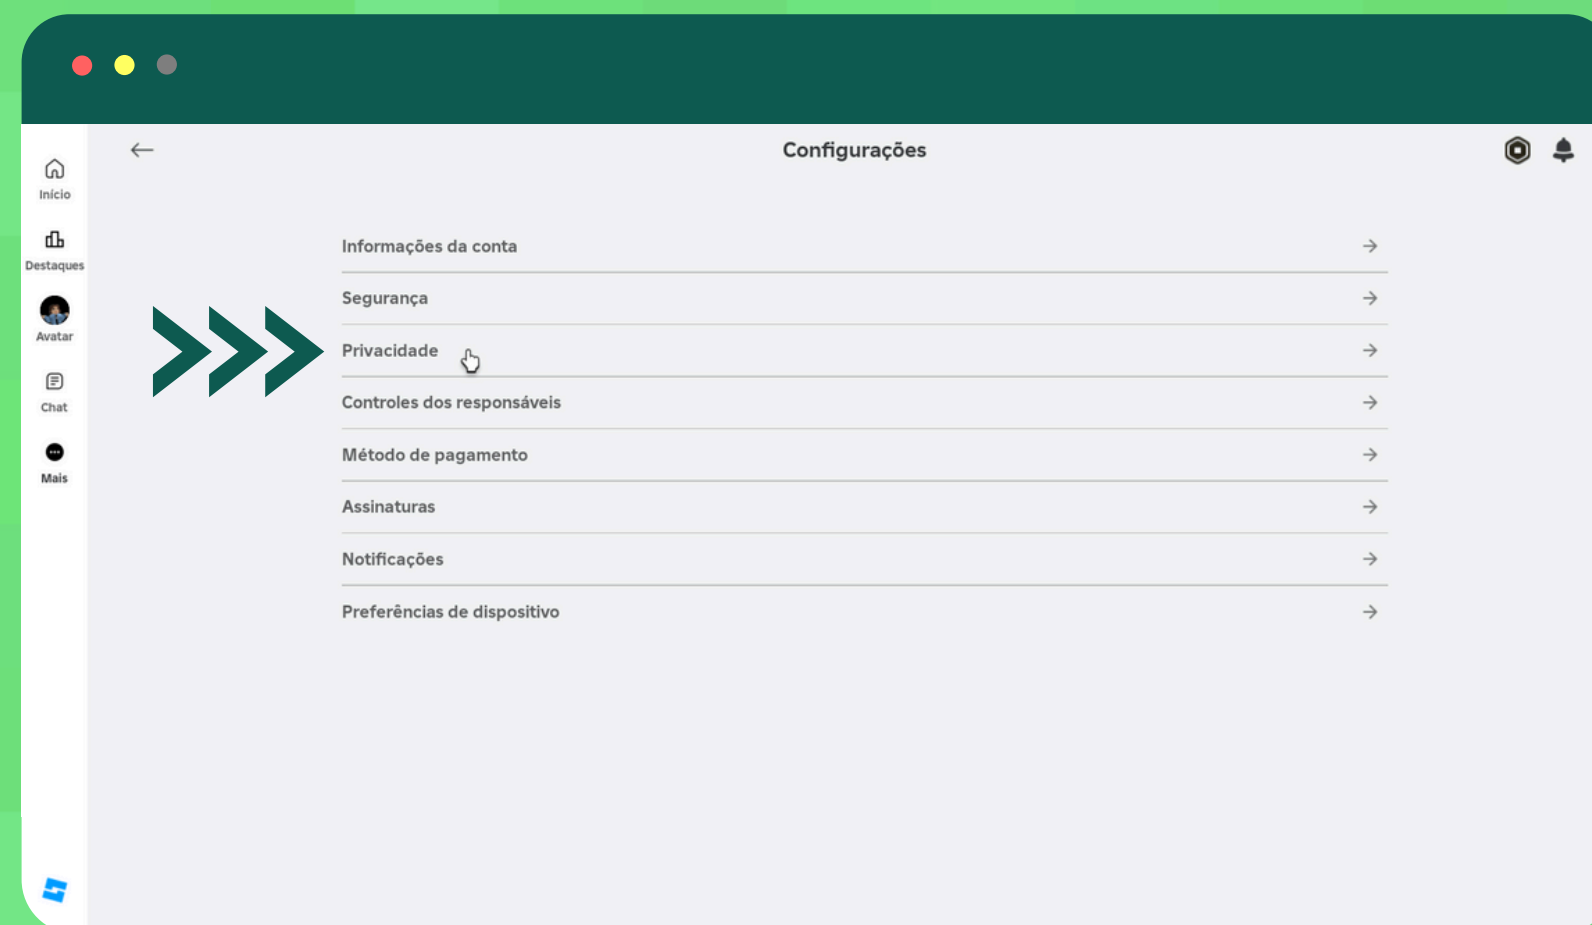 Configurações
Início
Destaques
Avatar
Chat
Mais
Informações da conta
Segurança
Privacidade
Controles dos responsáveis
Método de pagamento
Assinaturas
Notificações
Preferências de dispositivo